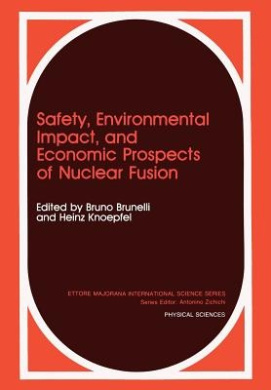 Safety, Environmental
Impact, and
Economic Prospects
of Nuclear Fusion
Edited by Bruno Brunelli
and Heinz Knoepfel
ETTORE MAJORANA INTERNATIONAL SCIENCE SERIES
Series Editor: Antonino Zichichi
PHYSICAL SCIENCES